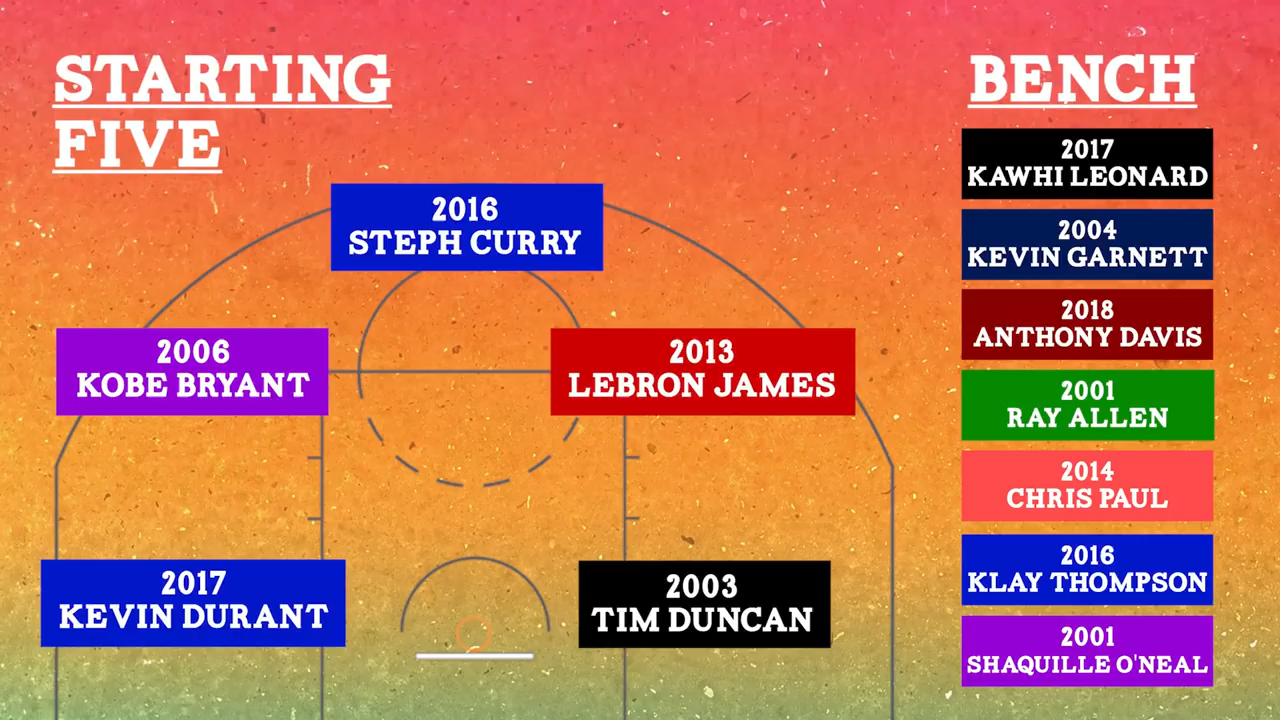 STARTING
FIVE
2016
STEPH CURRY
2006
KOBE BRYANT
2013
LEBRON JAMES
2017
KEVIN DURANT
2003
TIM DUNCAN
BENCH
2017
KAWHI LEONARD
2004
KEVIN GARNETT
2018
ANTHONY DAVIS
2001
RAY ALLEN
2014
CHRIS PAUL
2016
KLAY THOMPSON
2001
SHAQUILLE O'NEAL